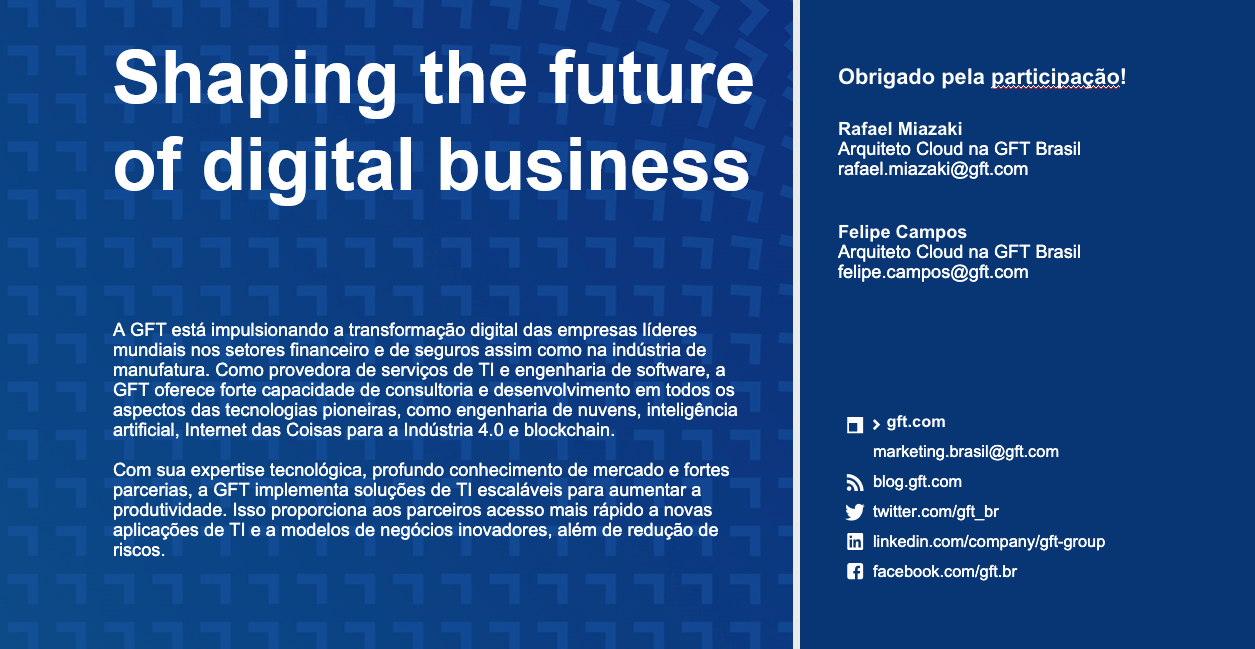 Shaping the future
of digital business
A GFT está impulsionando a transformação digital das empresas líderes
mundiais nos setores financeiro e de seguros assim como na indústria de
manufatura. Como provedora de serviços de TI e engenharia de software, a
GFT oferece forte capacidade de consultoria e desenvolvimento em todos os
aspectos das tecnologias pioneiras, como engenharia de nuvens, inteligência
artificial, Internet das Coisas para a Indústria 4.0 e blockchain.
Com sua expertise tecnológica, profundo conhecimento de mercado e fortes
parcerias, a GFT implementa soluções de TI escaláveis para aumentar a
produtividade. Isso proporciona aos parceiros acesso mais rápido a novas
aplicações de TI e a modelos de negócios inovadores, além de redução de
riscos.
Obrigado pela participação!
Rafael Miazaki
Arquiteto Cloud na GFT Brasil
rafael.miazaki@gft.com
Felipe Campos
Arquiteto Cloud na GFT Brasil
felipe.campos@gft.com
gft.com
marketing.brasil@gft.com
blog.gft.com
twitter.com/gft_br
linkedin.com/company/gft-group
facebook.com/gft.br